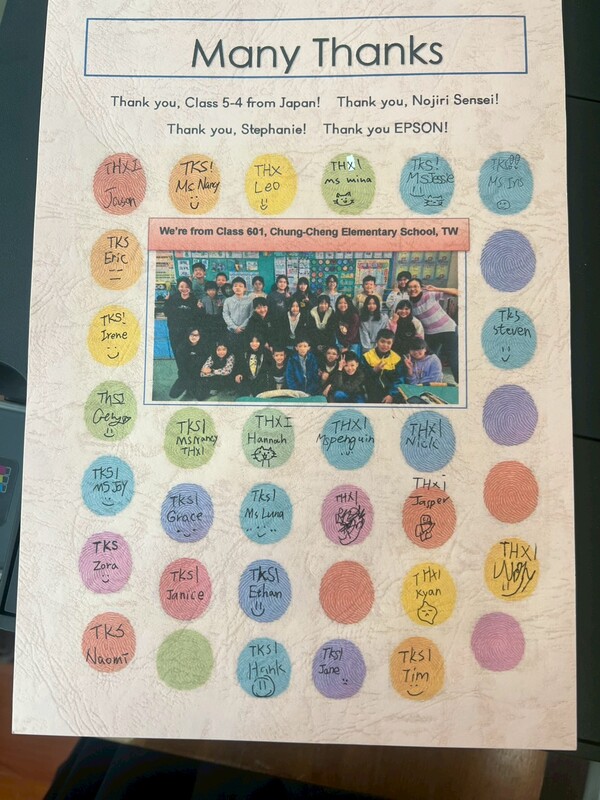 Many Thanks
Thank you, Class 5-4 from Japan! Thank you, Nojiri Sensei!
Thank you, Stephanie! Thank you EPSON!
THX!
Jason
TKS!
Ms Nancy
THX
Leo
THX!
ms mina
TKS!
Ms Jessie
TKS!
Ms Iris
We're from Class 601, Chung-Cheng Elementary School, TW
TKS
Eric
TKS!
Irene
TKS
Steven
THX!
TKS!
Ms Nancy
THX!
THX!
Hannah
THX!
Mspenguin
THX!
Nick
TKS!
MS JOY
TKS!
Grace
TKS!
Ms Luna
THX!
THX!
Jasper
TKS
Zora
TKS!
Janice
TKS!
Ethan
THX!
Kyan
THX!
TKS
Naomi
TKS!
Hank
TKS!
Jane
TKS!
Tim